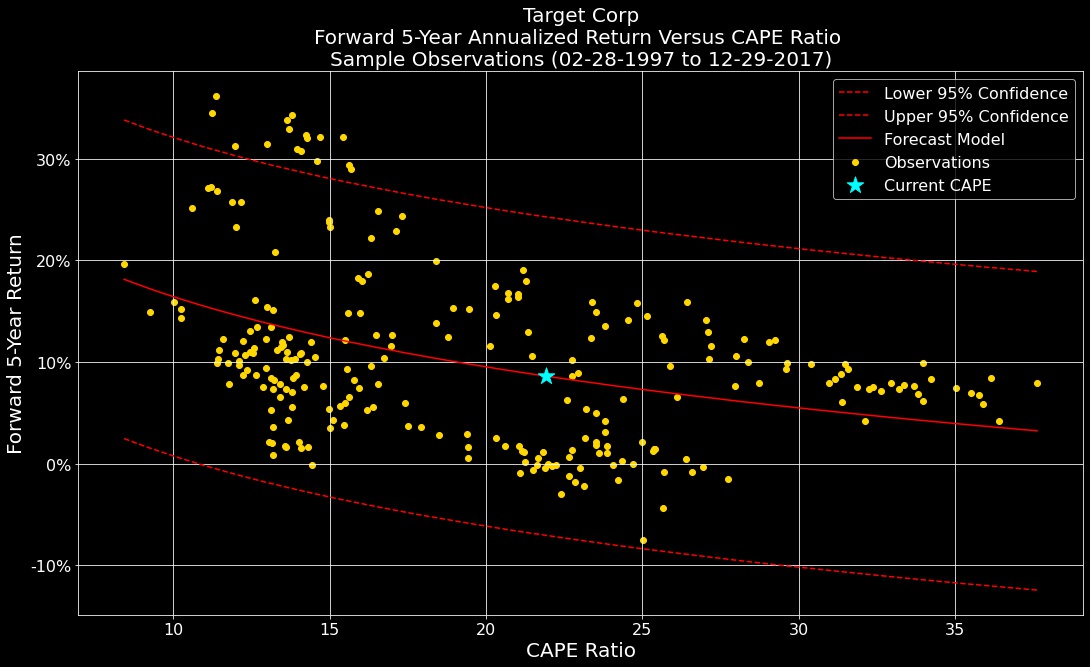 Target Corp
Forward 5-Year Annualized Return Versus CAPE Ratio
Sample Observations (02-28-1997 to 12-29-2017)
Lower 95% Confidence
Upper 95% Confidence
Forecast Model
Observations
Current CAPE
Forward 5-Year Return
30%
20%
10%
0%
-10%
10 15 20 25 30 35
CAPE Ratio